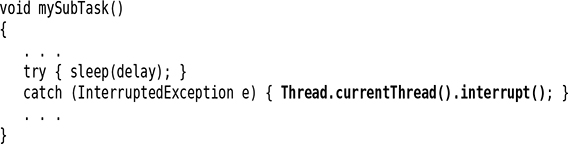 void mySubTask()
{
. . .
try { sleep(delay); }
catch (InterruptedException e) { Thread.currentThread().interrupt(); }
. . .
}